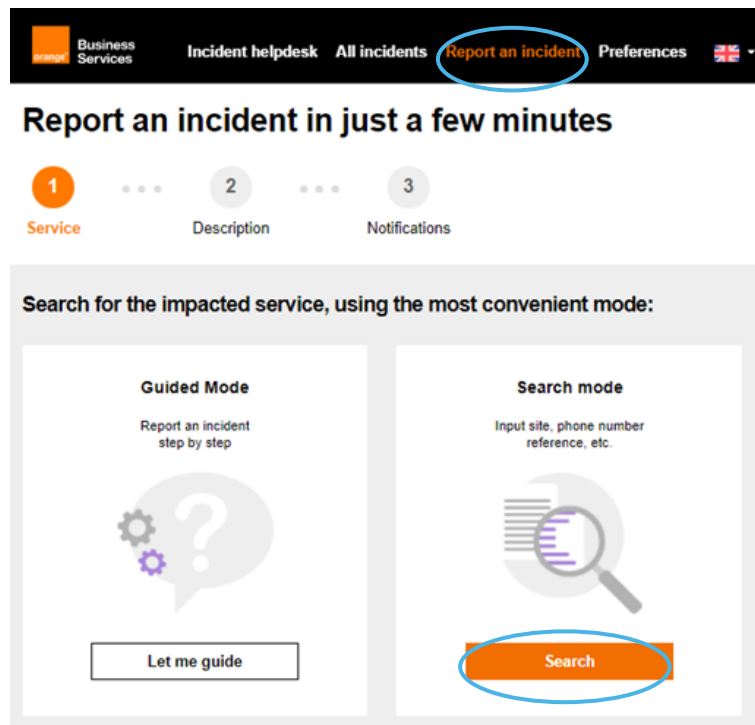 orange™
Business
Services
Incident helpdesk All incidents Report an incident Preferences
Report an incident in just a few minutes
1 2 3
Service Description Notifications
Search for the impacted service, using the most convenient mode:
Guided Mode
Report an incident
step by step
?
Let me guide
Search mode
Input site, phone number
reference, etc.
Search